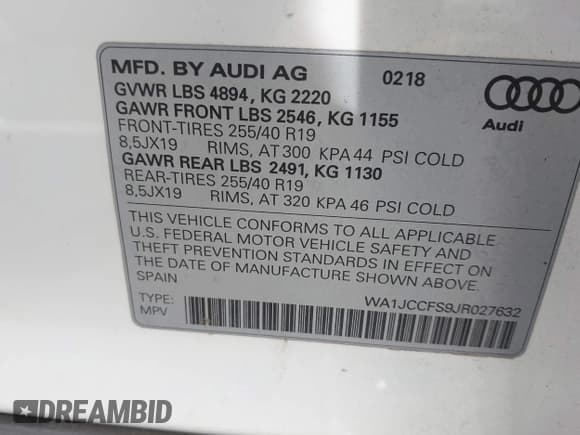 MFD. BY AUDI AG 0218
GVWR LBS 4894, KG 2220
GAWR FRONT LBS 2546, KG 1155
FRONT-TIRES 255/40 R19
8,5JX19 RIMS, AT 300 KPA 44 PSI COLD
GAWR REAR LBS 2491, KG 1130
REAR-TIRES 255/40 R19
8,5JX19 RIMS, AT 320 KPA 46 PSI COLD
Audi
THIS VEHICLE CONFORMS TO ALL APPLICABLE
U.S. FEDERAL MOTOR VEHICLE SAFETY AND
THEFT PREVENTION STANDARDS IN EFFECT ON
THE DATE OF MANUFACTURE SHOWN ABOVE.
SPAIN
TYPE: WA1JCCFS9JR027632
MPV
DREAMBID